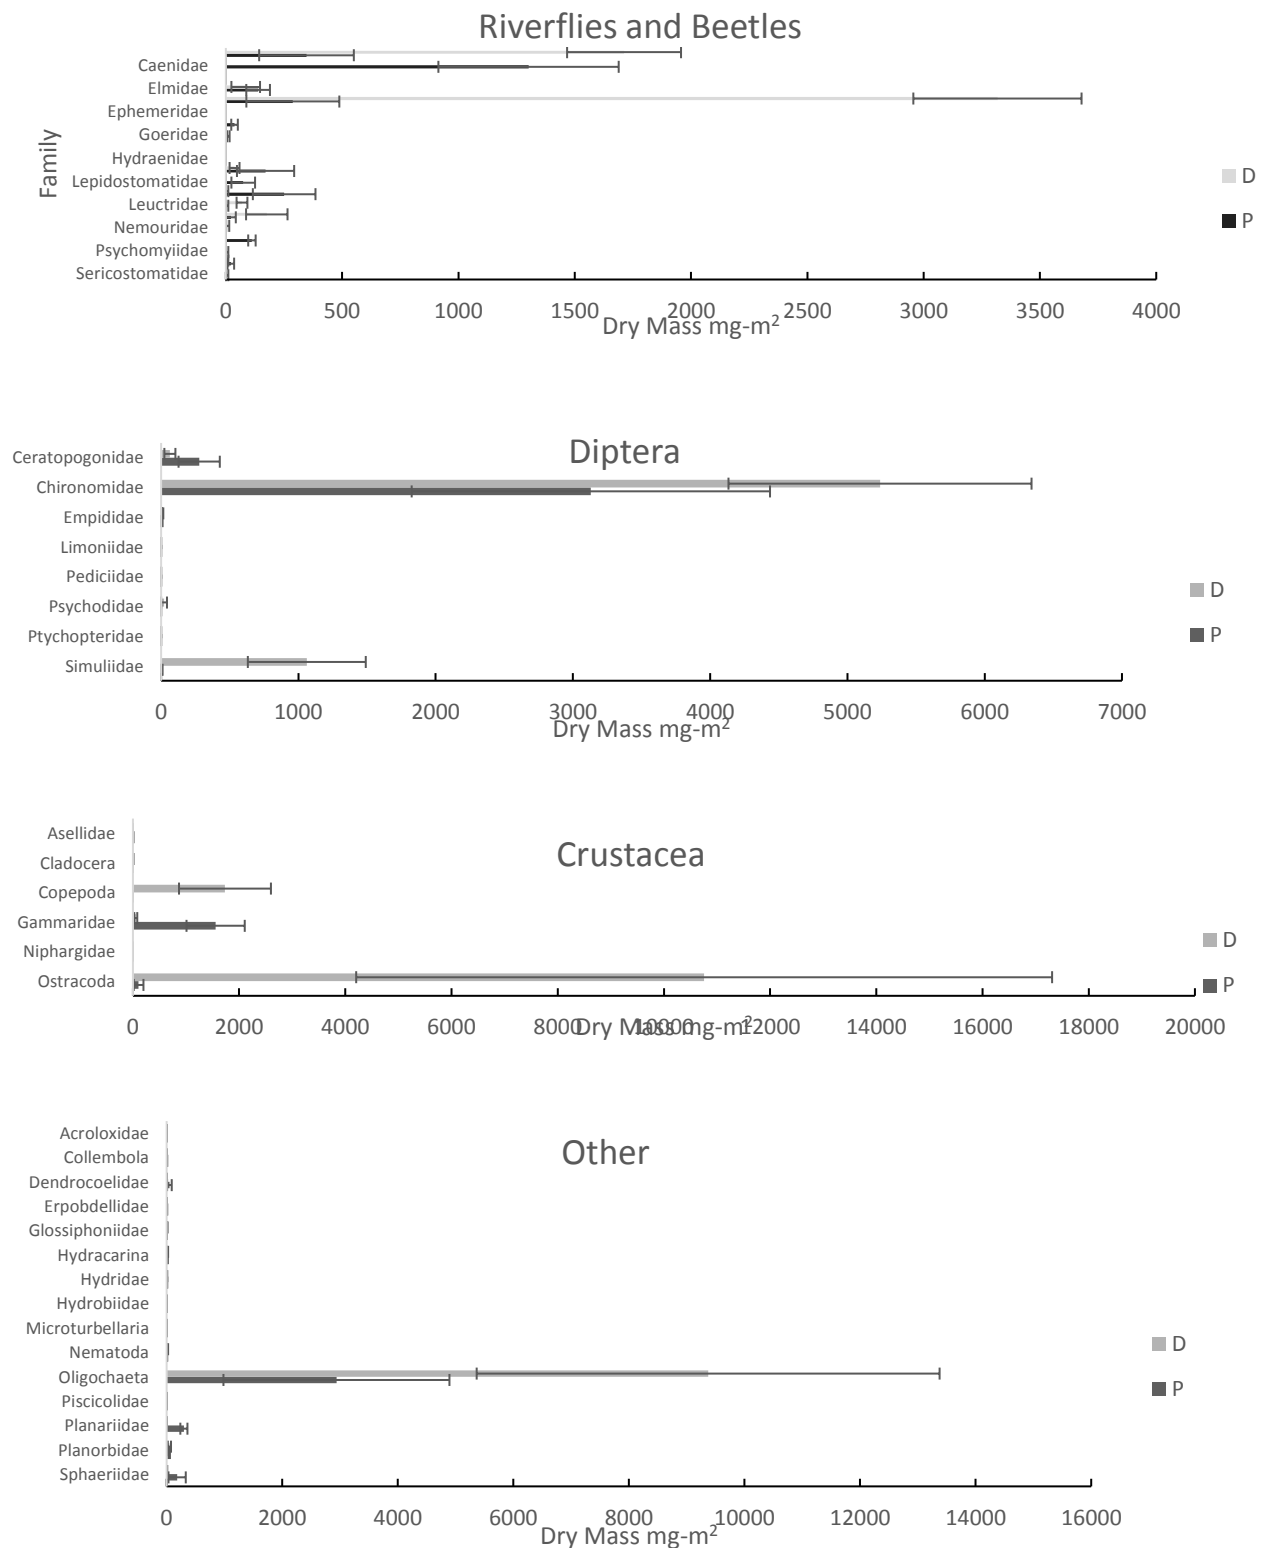 Riverflies and Beetles
Family
Caenidae
Elmidae
Ephemeridae
Goeridae
Hydraenidae
Lepidostomatidae
Leuctridae
Nemouridae
Psychomyiidae
Sericostomatidae
D
P
0 500 1000 1500 2000 2500 3000 3500 4000
Dry Mass mg-m²
Diptera
Ceratopogonidae
Chironomidae
Empididae
Limoniidae
Pediciidae
Psychodidae
Ptychopteridae
Simuliidae
D
P
0 1000 2000 3000 4000 5000 6000 7000
Dry Mass mg-m²
Crustacea
Asellidae
Cladocera
Copepoda
Gammaridae
Niphargidae
Ostracoda
D
P
0 2000 4000 6000 8000 10000 12000 14000 16000 18000 20000
Dry Mass mg-m²
Other
Acroloxidae
Collembola
Dendrocoelidae
Erpobdellidae
Glossiphoniidae
Hydracarina
Hydridae
Hydrobiidae
Microturbellaria
Nematoda
Oligochaeta
Piscicolidae
Planariidae
Planorbidae
Sphaeriidae
D
P
0 2000 4000 6000 8000 10000 12000 14000 16000
Dry Mass mg-m²